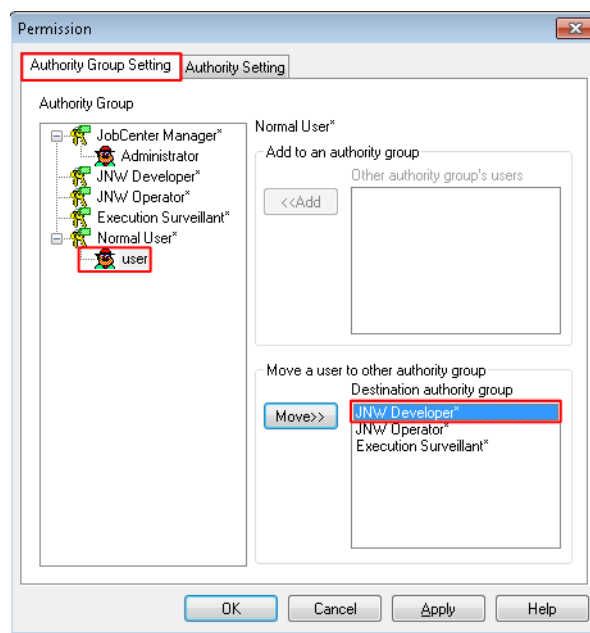 Permission
Authority Group Setting
Authority Setting
Authority Group
JobCenter Manager*
Administrator
JNW Developer*
JNW Operator*
Execution Surveillant*
Normal User*
user
Normal User*
Add to an authority group
Other authority group's users
<<Add
Move a user to other authority group
Destination authority group
Move>>
JNW Developer*
JNW Operator*
Execution Surveillant*
OK
Cancel
Apply
Help